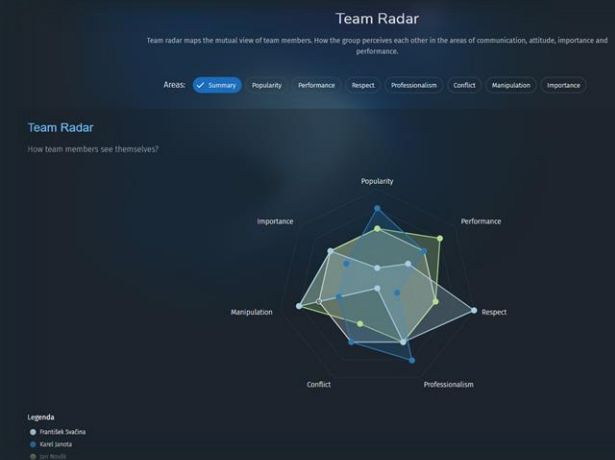 Team Radar
Team radar maps the mutual view of team members. How the group perceives each other in the areas of communication, attitude, importance and
performance.
Areas: Summary Popularity Performance Respect Professionalism Conflict Manipulation Importance
Team Radar
How team members see themselves?
Popularity
Importance Performance
Manipulation Respect
Conflict Professionalism
Legenda
František Svačina
Karel Janota
Jan Novák